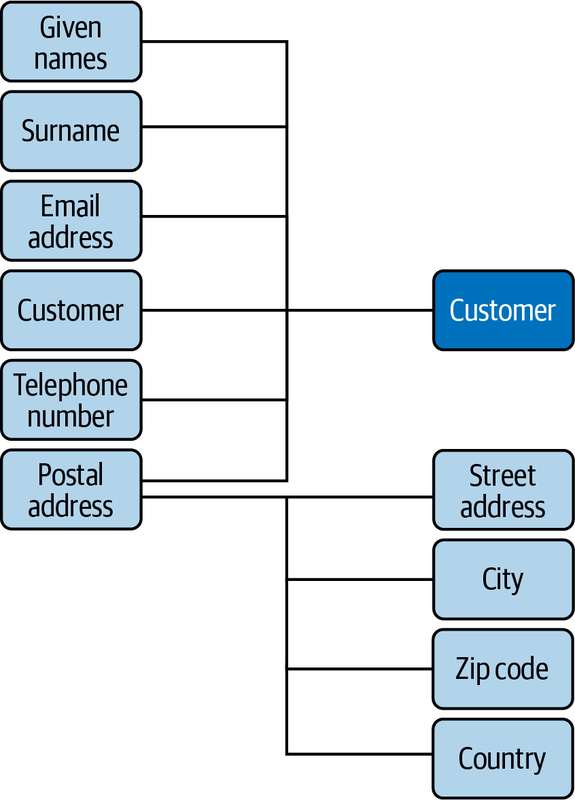 Given
names
Surname
Email
address
Customer
Customer
Telephone
number
Postal
address
Street
address
City
Zip code
Country